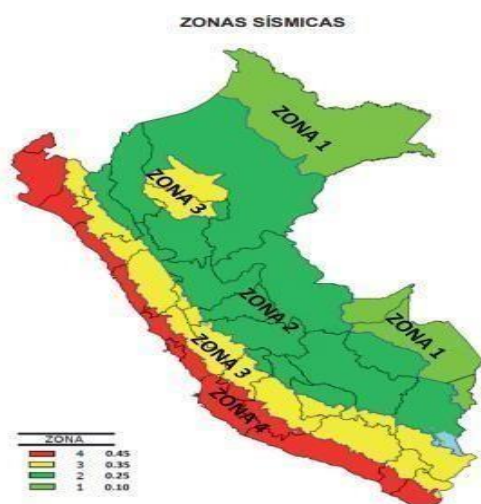 ZONAS SÍSMICAS
ZONA 1
ZONA 3
ZONA 2
ZONA 1
ZONA 3
ZONA 4
ZONA
4 0.45
3 0.35
2 0.25
1 0.10